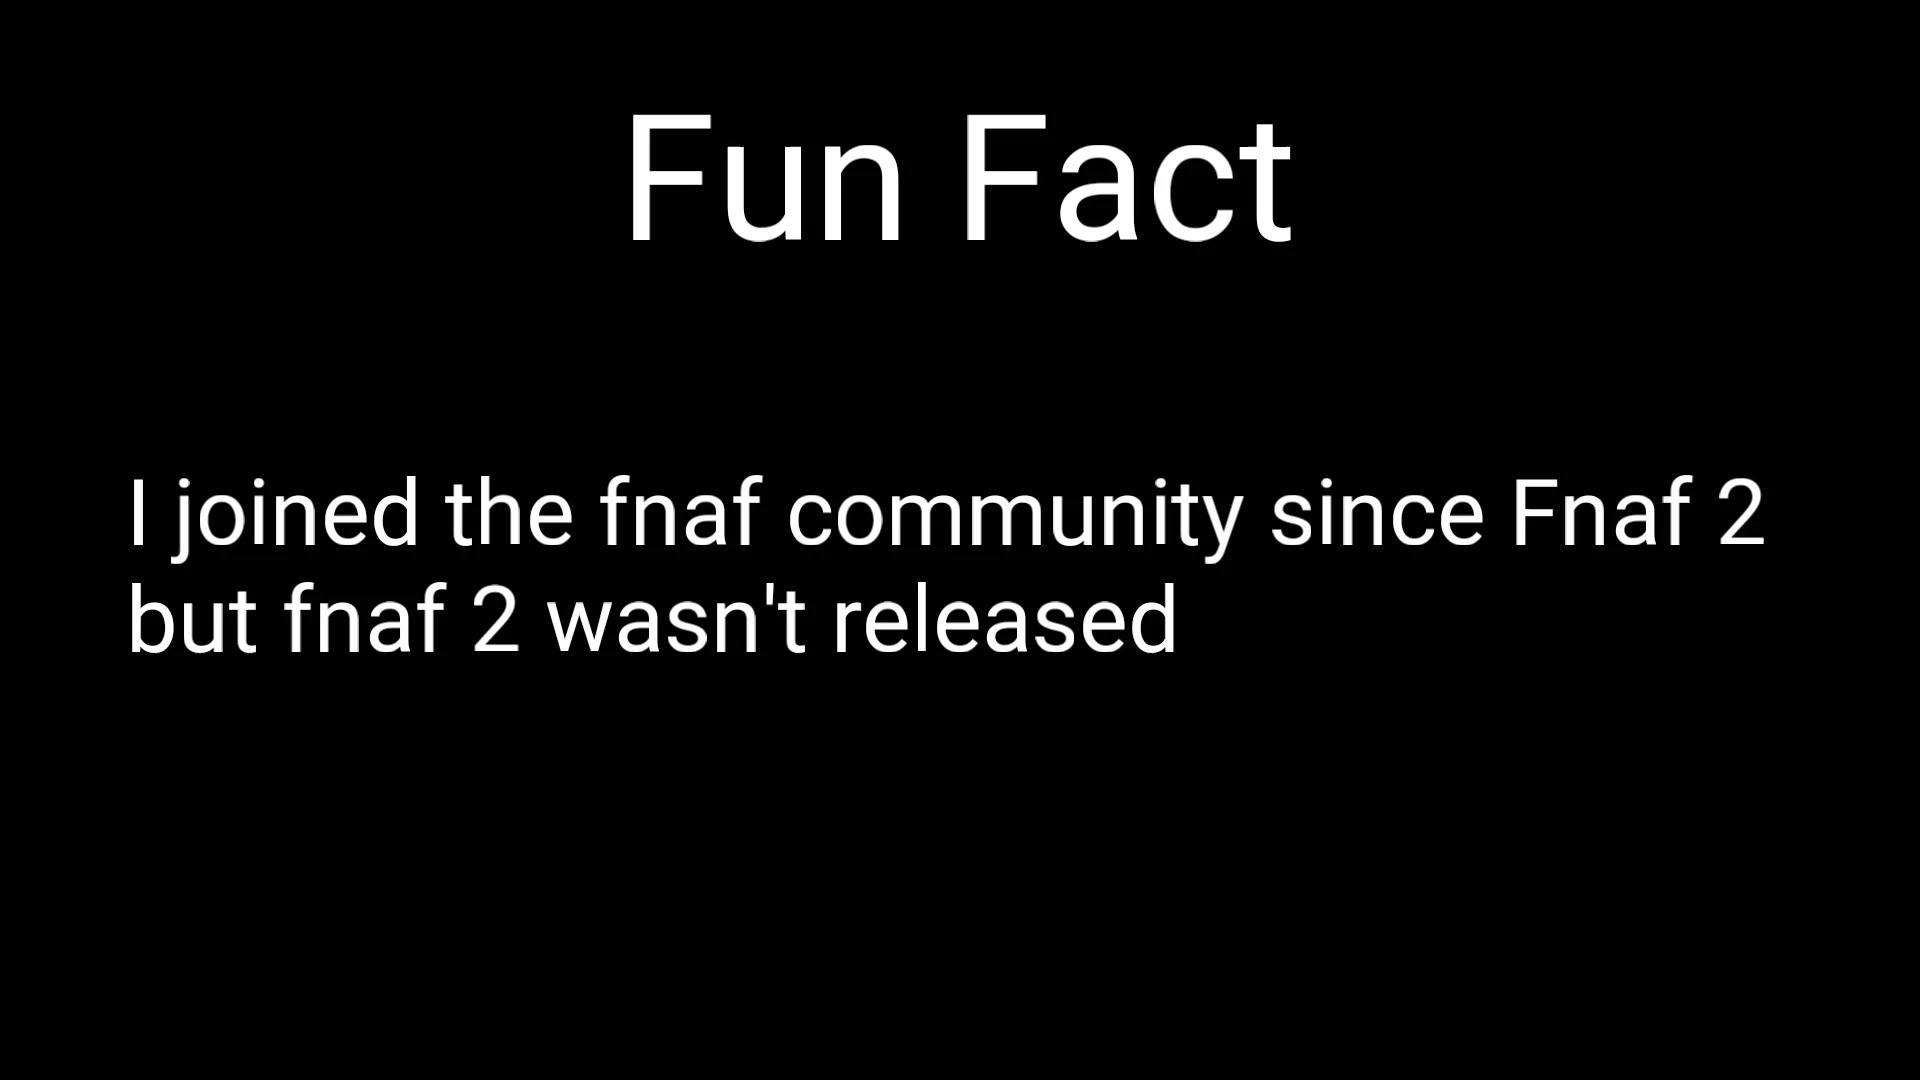 Fun Fact
I joined the fnaf community since Fnaf 2
but fnaf 2 wasn't released